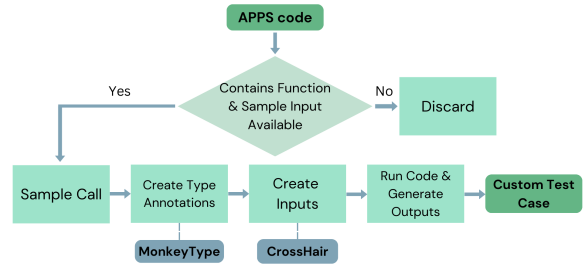 APPS code
Contains Function
& Sample Input
Available
Yes
No
Discard
Sample Call
Create Type
Annotations
Create
Inputs
Run Code &
Generate
Outputs
Custom Test
Case
MonkeyType
CrossHair